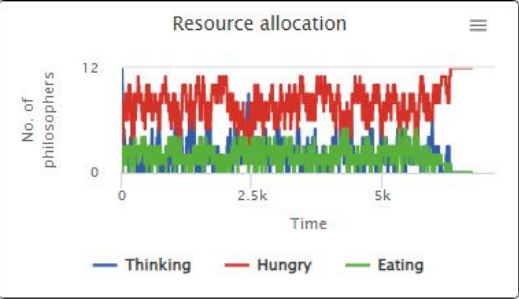 Resource allocation
No. of
philosophers
12
0
0
2.5k
5k
Time
Thinking
Hungry
Eating